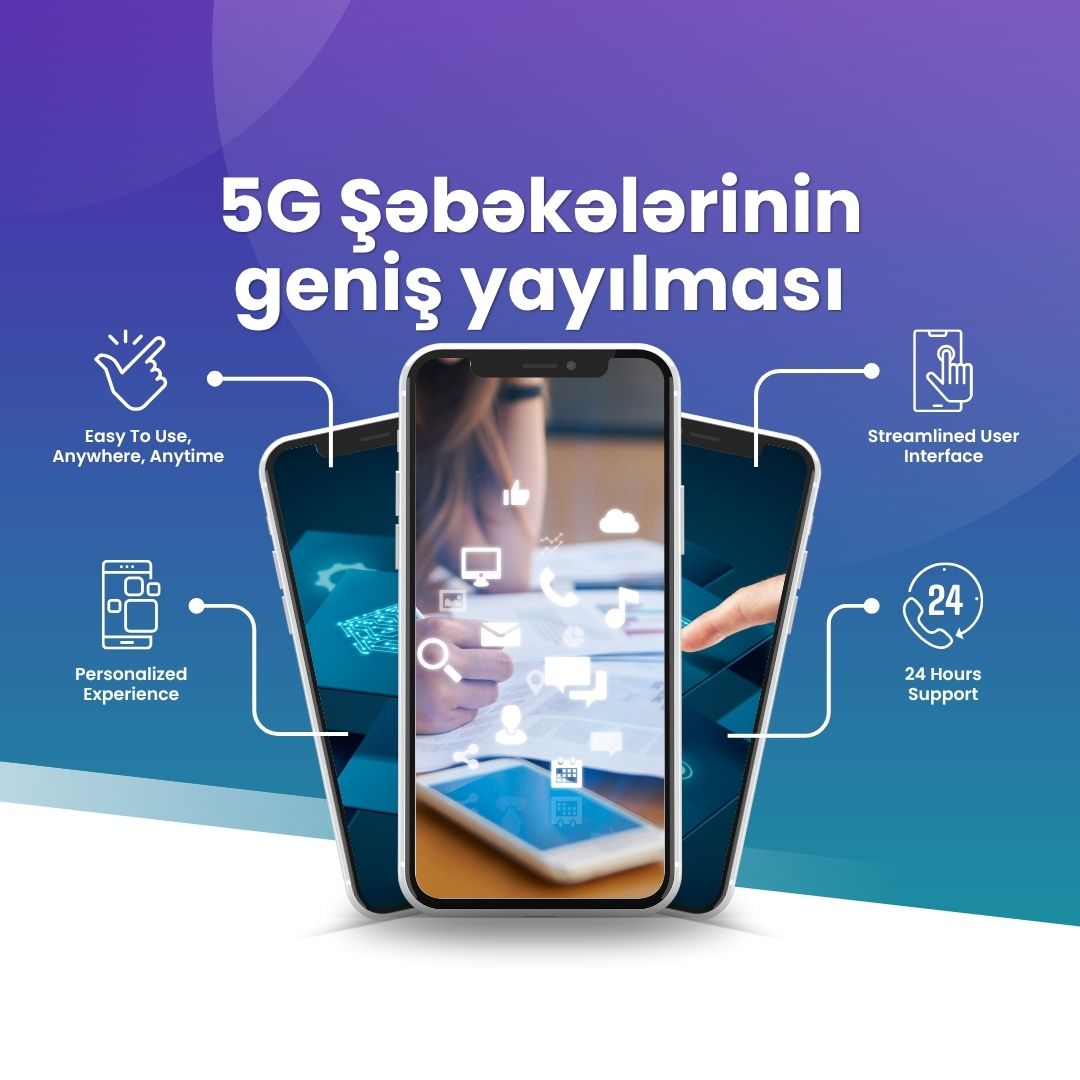 5G Şəbəkələrinin
geniş yayılması
Easy To Use,
Anywhere, Anytime
Streamlined User
Interface
Personalized
Experience
24
24 Hours
Support